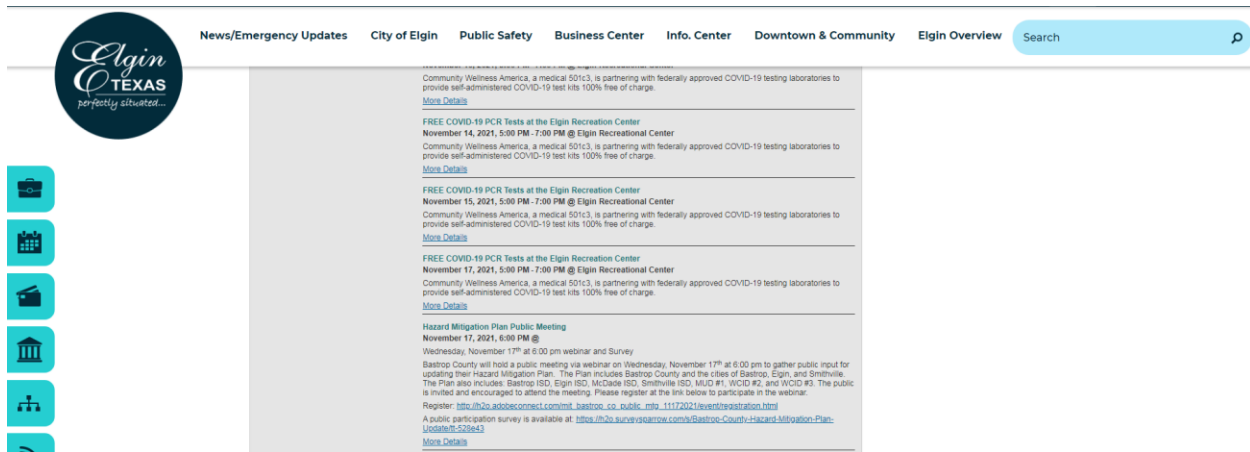 News/Emergency Updates City of Elgin Public Safety Business Center Info. Center Downtown & Community Elgin Overview Search
Elgin
TEXAS
perfectly situated...
Community Wellness America, a medical 501c3, is partnering with federally approved COVID-19 testing laboratories to
provide self-administered COVID-19 test kits 100% free of charge.
More Details
FREE COVID-19 PCR Tests at the Elgin Recreation Center
November 14, 2021, 5:00 PM - 7:00 PM @ Elgin Recreational Center
Community Wellness America, a medical 501c3, is partnering with federally approved COVID-19 testing laboratories to
provide self-administered COVID-19 test kits 100% free of charge.
More Details
FREE COVID-19 PCR Tests at the Elgin Recreation Center
November 15, 2021, 5:00 PM - 7:00 PM @ Elgin Recreational Center
Community Wellness America, a medical 501c3, is partnering with federally approved COVID-19 testing laboratories to
provide self-administered COVID-19 test kits 100% free of charge.
More Details
FREE COVID-19 PCR Tests at the Elgin Recreation Center
November 17, 2021, 5:00 PM - 7:00 PM @ Elgin Recreational Center
Community Wellness America, a medical 501c3, is partnering with federally approved COVID-19 testing laboratories to
provide self-administered COVID-19 test kits 100% free of charge.
More Details
Hazard Mitigation Plan Public Meeting
November 17, 2021, 6:00 PM @
Wednesday, November 17th at 6:00 pm webinar and Survey
Bastrop County will hold a public meeting via webinar on Wednesday, November 17th at 6:00 pm to gather public input for
updating their Hazard Mitigation Plan. The Plan includes Bastrop County and the cities of Bastrop, Elgin, and Smithville.
The Plan also includes: Bastrop ISD, Elgin ISD, McDade ISD, Smithville ISD, MUD #1, WCID #2, and WCID #3. The public
is invited and encouraged to attend the meeting. Please register at the link below to participate in the webinar.
Register: http://h2o.adobeconnect.com/mit_bastrop_co_public_mtg_11172021/event/registration.html
A public participation survey is available at: https://h2o.surveysparrow.com/s/Bastrop-County-Hazard-Mitigation-Plan-
Update/tt-528e43
More Details